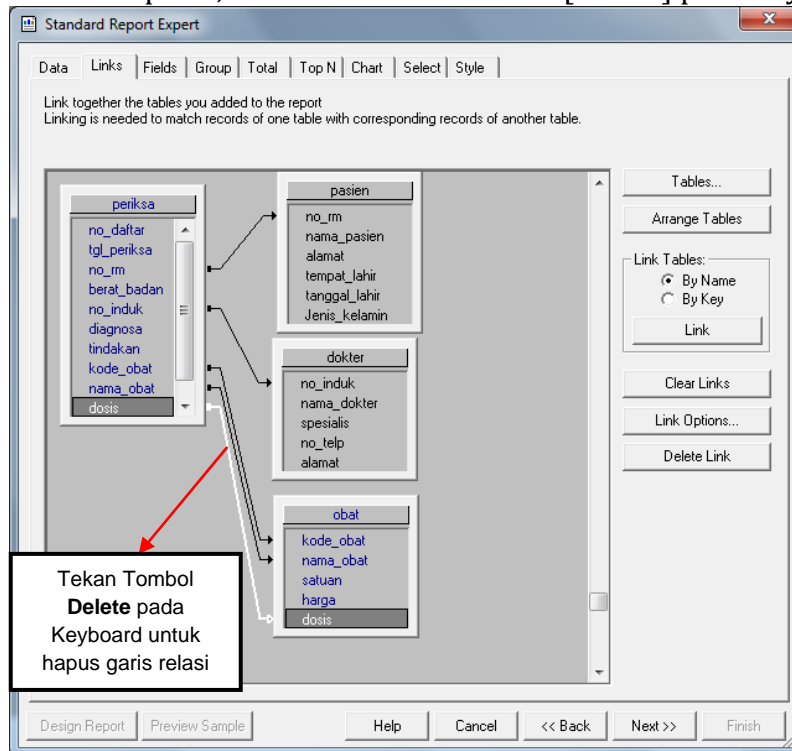 Standard Report Expert
Data Links Fields Group Total Top N Chart Select Style
Link together the tables you added to the report
Linking is needed to match records of one table with corresponding records of another table.
periksa
no_daftar
tgl_periksa
no_rm
berat_badan
no_induk
diagnosa
tindakan
kode_obat
nama_obat
dosis
pasien
no_rm
nama_pasien
alamat
tempat_lahir
tanggal_lahir
Jenis_kelamin
dokter
no_induk
nama_dokter
spesialis
no_telp
alamat
obat
kode_obat
nama_obat
satuan
harga
dosis
Tekan Tombol
Delete pada
Keyboard untuk
hapus garis relasi
Tables...
Arrange Tables
Link Tables:
By Name
By Key
Link
Clear Links
Link Options...
Delete Link
Design Report Preview Sample Help Cancel << Back Next >> Finish